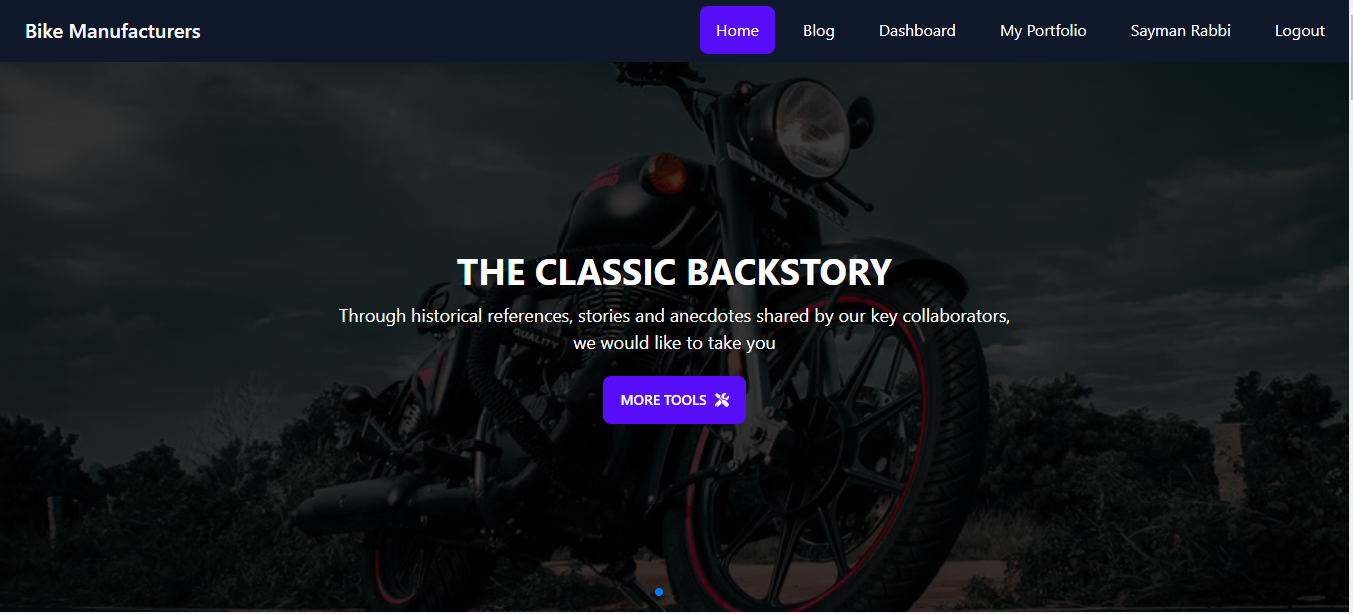 Bike Manufacturers
Home Blog Dashboard My Portfolio Sayman Rabbi Logout
THE CLASSIC BACKSTORY
Through historical references, stories and anecdotes shared by our key collaborators,
we would like to take you
QUALITY
MORE TOOLS